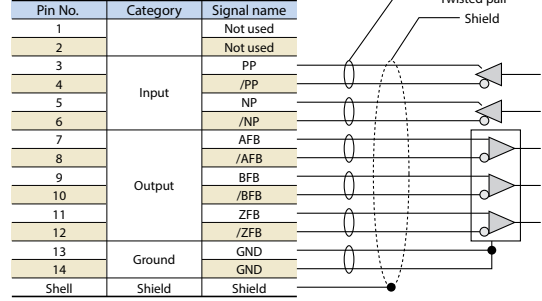 Twisted pair
Shield
Pin No. Category Signal name
1 Not used
2 Not used
3 PP
4 /PP
Input
5 NP
6 /NP
7 AFB
8 /AFB
9 BFB
Output
10 /BFB
11 ZFB
12 /ZFB
13 GND
Ground
14 GND
Shell Shield Shield